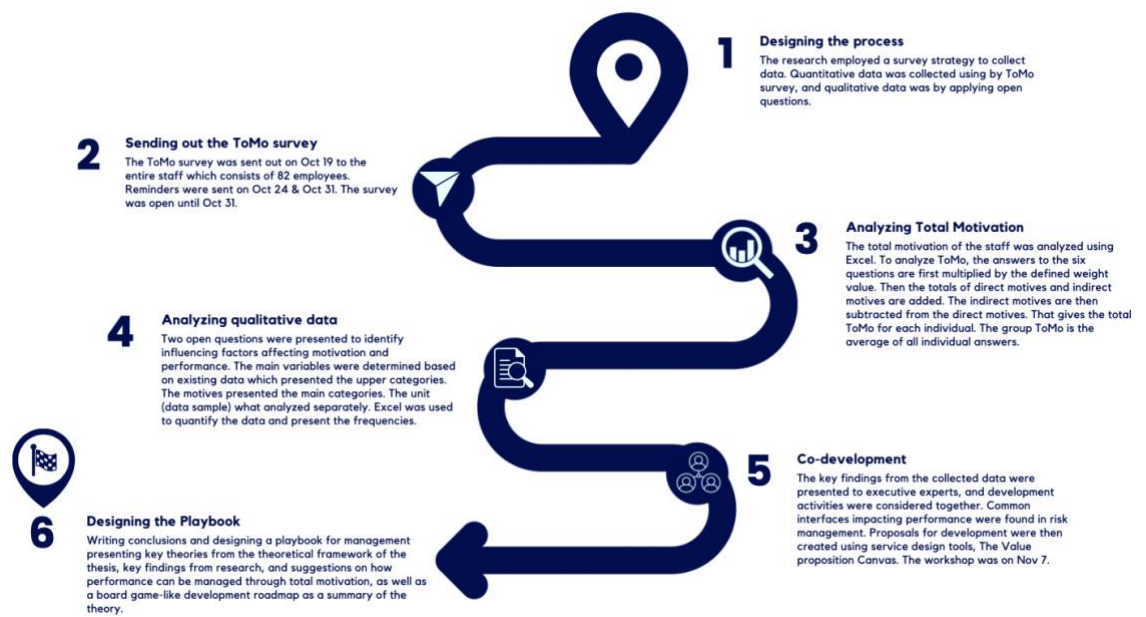 1
Designing the process
The research employed a survey strategy to collect
data. Quantitative data was collected using by ToMo
survey, and qualitative data was by applying open
questions.
2
Sending out the ToMo survey
The ToMo survey was sent out on Oct 19 to the
entire staff which consists of 82 employees.
Reminders were sent on Oct 24 & Oct 31. The survey
was open until Oct 31.
3
Analyzing Total Motivation
The total motivation of the staff was analyzed using
Excel. To analyze ToMo, the answers to the six
questions are first multiplied by the defined weight
value. Then the totals of direct motives and indirect
motives are added. The indirect motives are then
subtracted from the direct motives. That gives the total
ToMo for each individual. The group ToMo is the
average of all individual answers.
4
Analyzing qualitative data
Two open questions were presented to identify
influencing factors affecting motivation and
performance. The main variables were determined based
on existing data which presented the upper categories.
The motives presented the main categories. The unit
(data sample) what analyzed separately. Excel was used
to quantify the data and present the frequencies.
5
Co-development
The key findings from the collected data were
presented to executive experts, and development
activities were considered together. Common
interfaces impacting performance were found in risk
management. Proposals for development were then
created using service design tools, The Value
proposition Canvas. The workshop was on Nov 7.
6
Designing the Playbook
Writing conclusions and designing a playbook for management
presenting key theories from the theoretical framework of the
thesis, key findings from research, and suggestions on how
performance can be managed through total motivation, as well as
a board game-like development roadmap as a summary of the
theory.